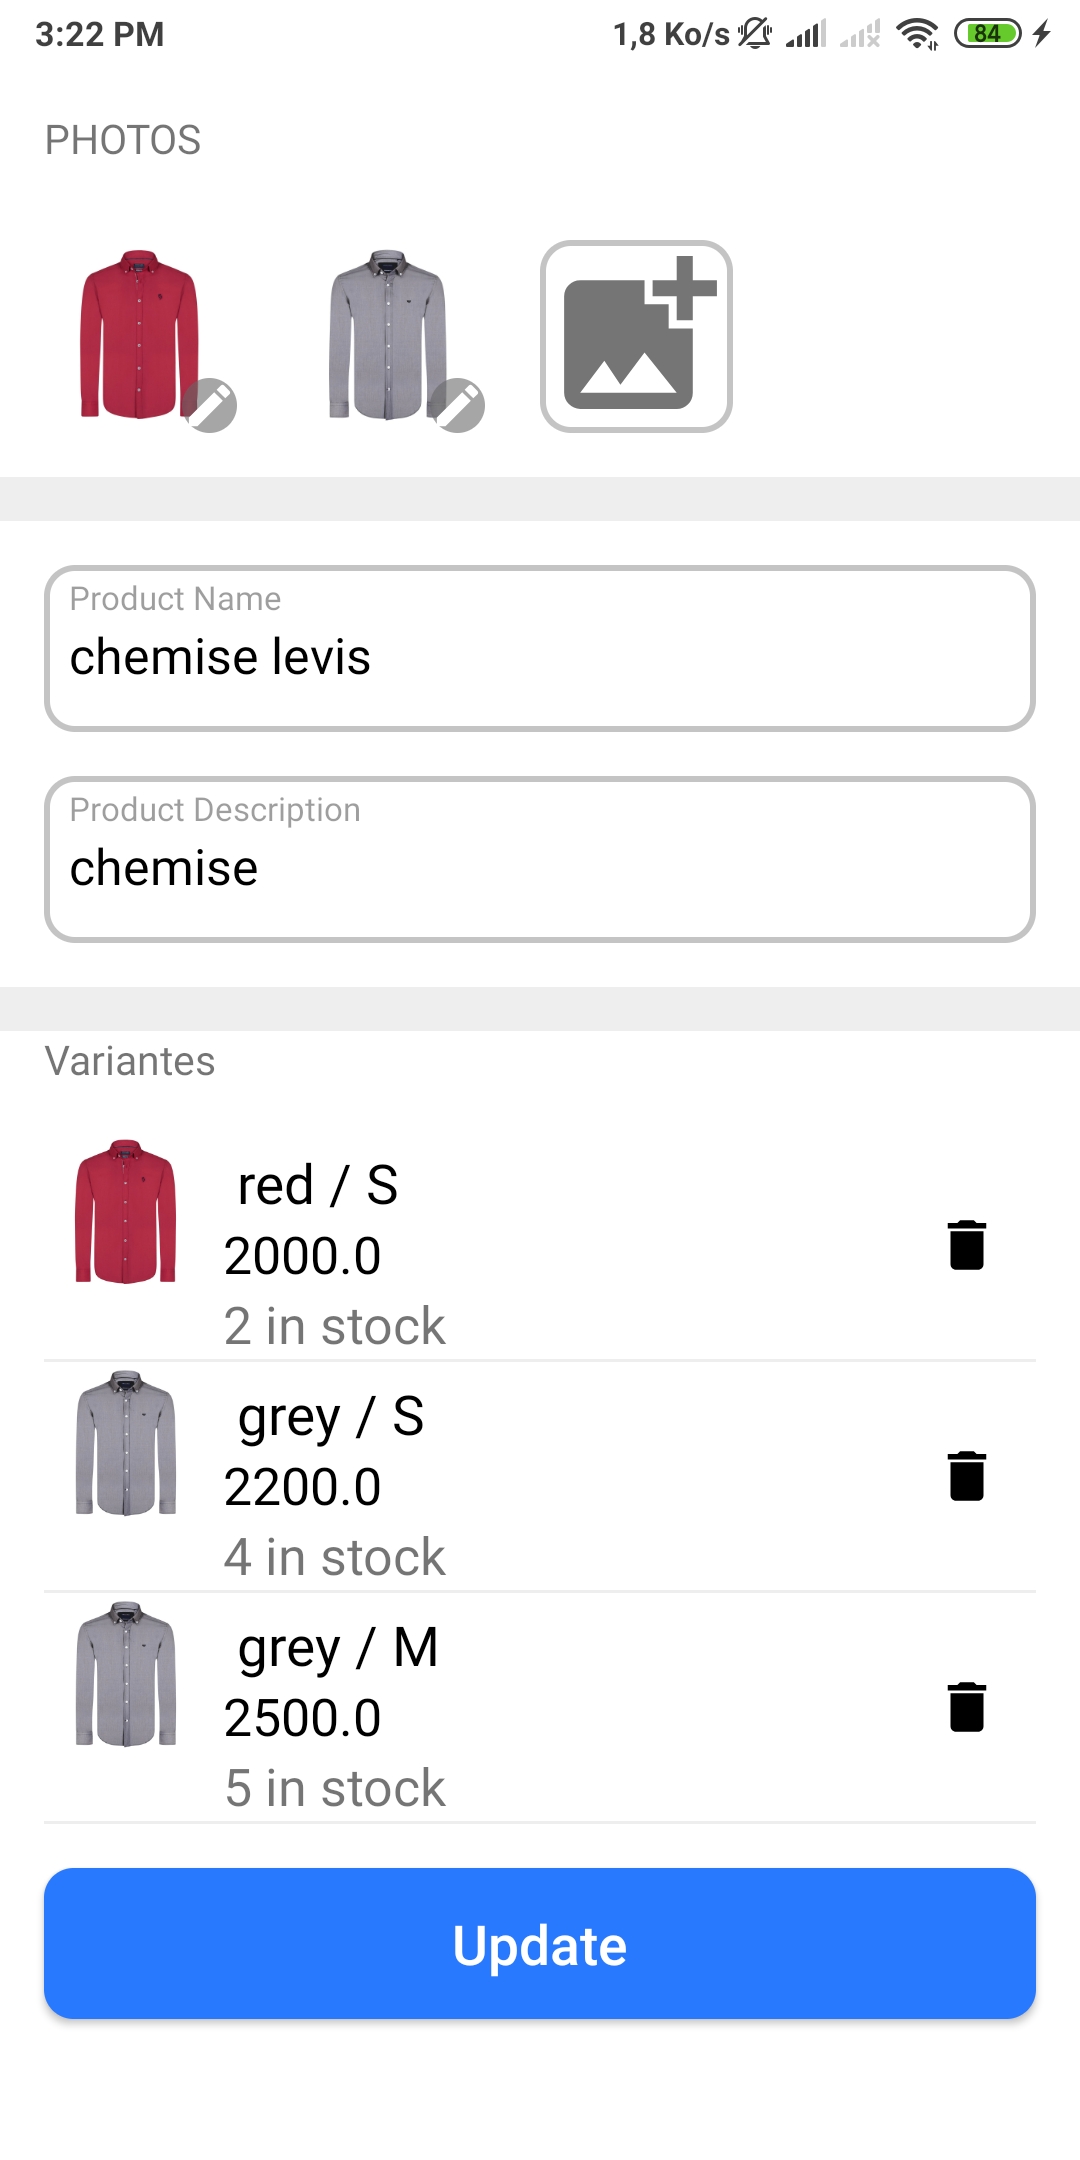 3:22 PM 1,8 Ko/s 84
PHOTOS
Product Name
chemise levis
Product Description
chemise
Variantes
red / S
2000.0
2 in stock
grey / S
2200.0
4 in stock
grey / M
2500.0
5 in stock
Update